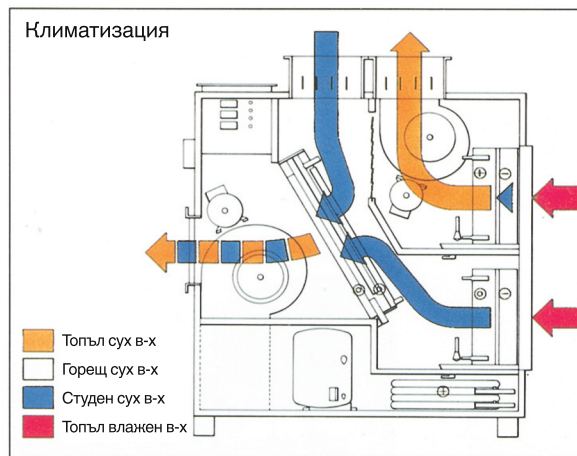 Климатизация
Топъл сух в-х
Горещ сух в-х
Студен сух в-х
Топъл влажен в-х